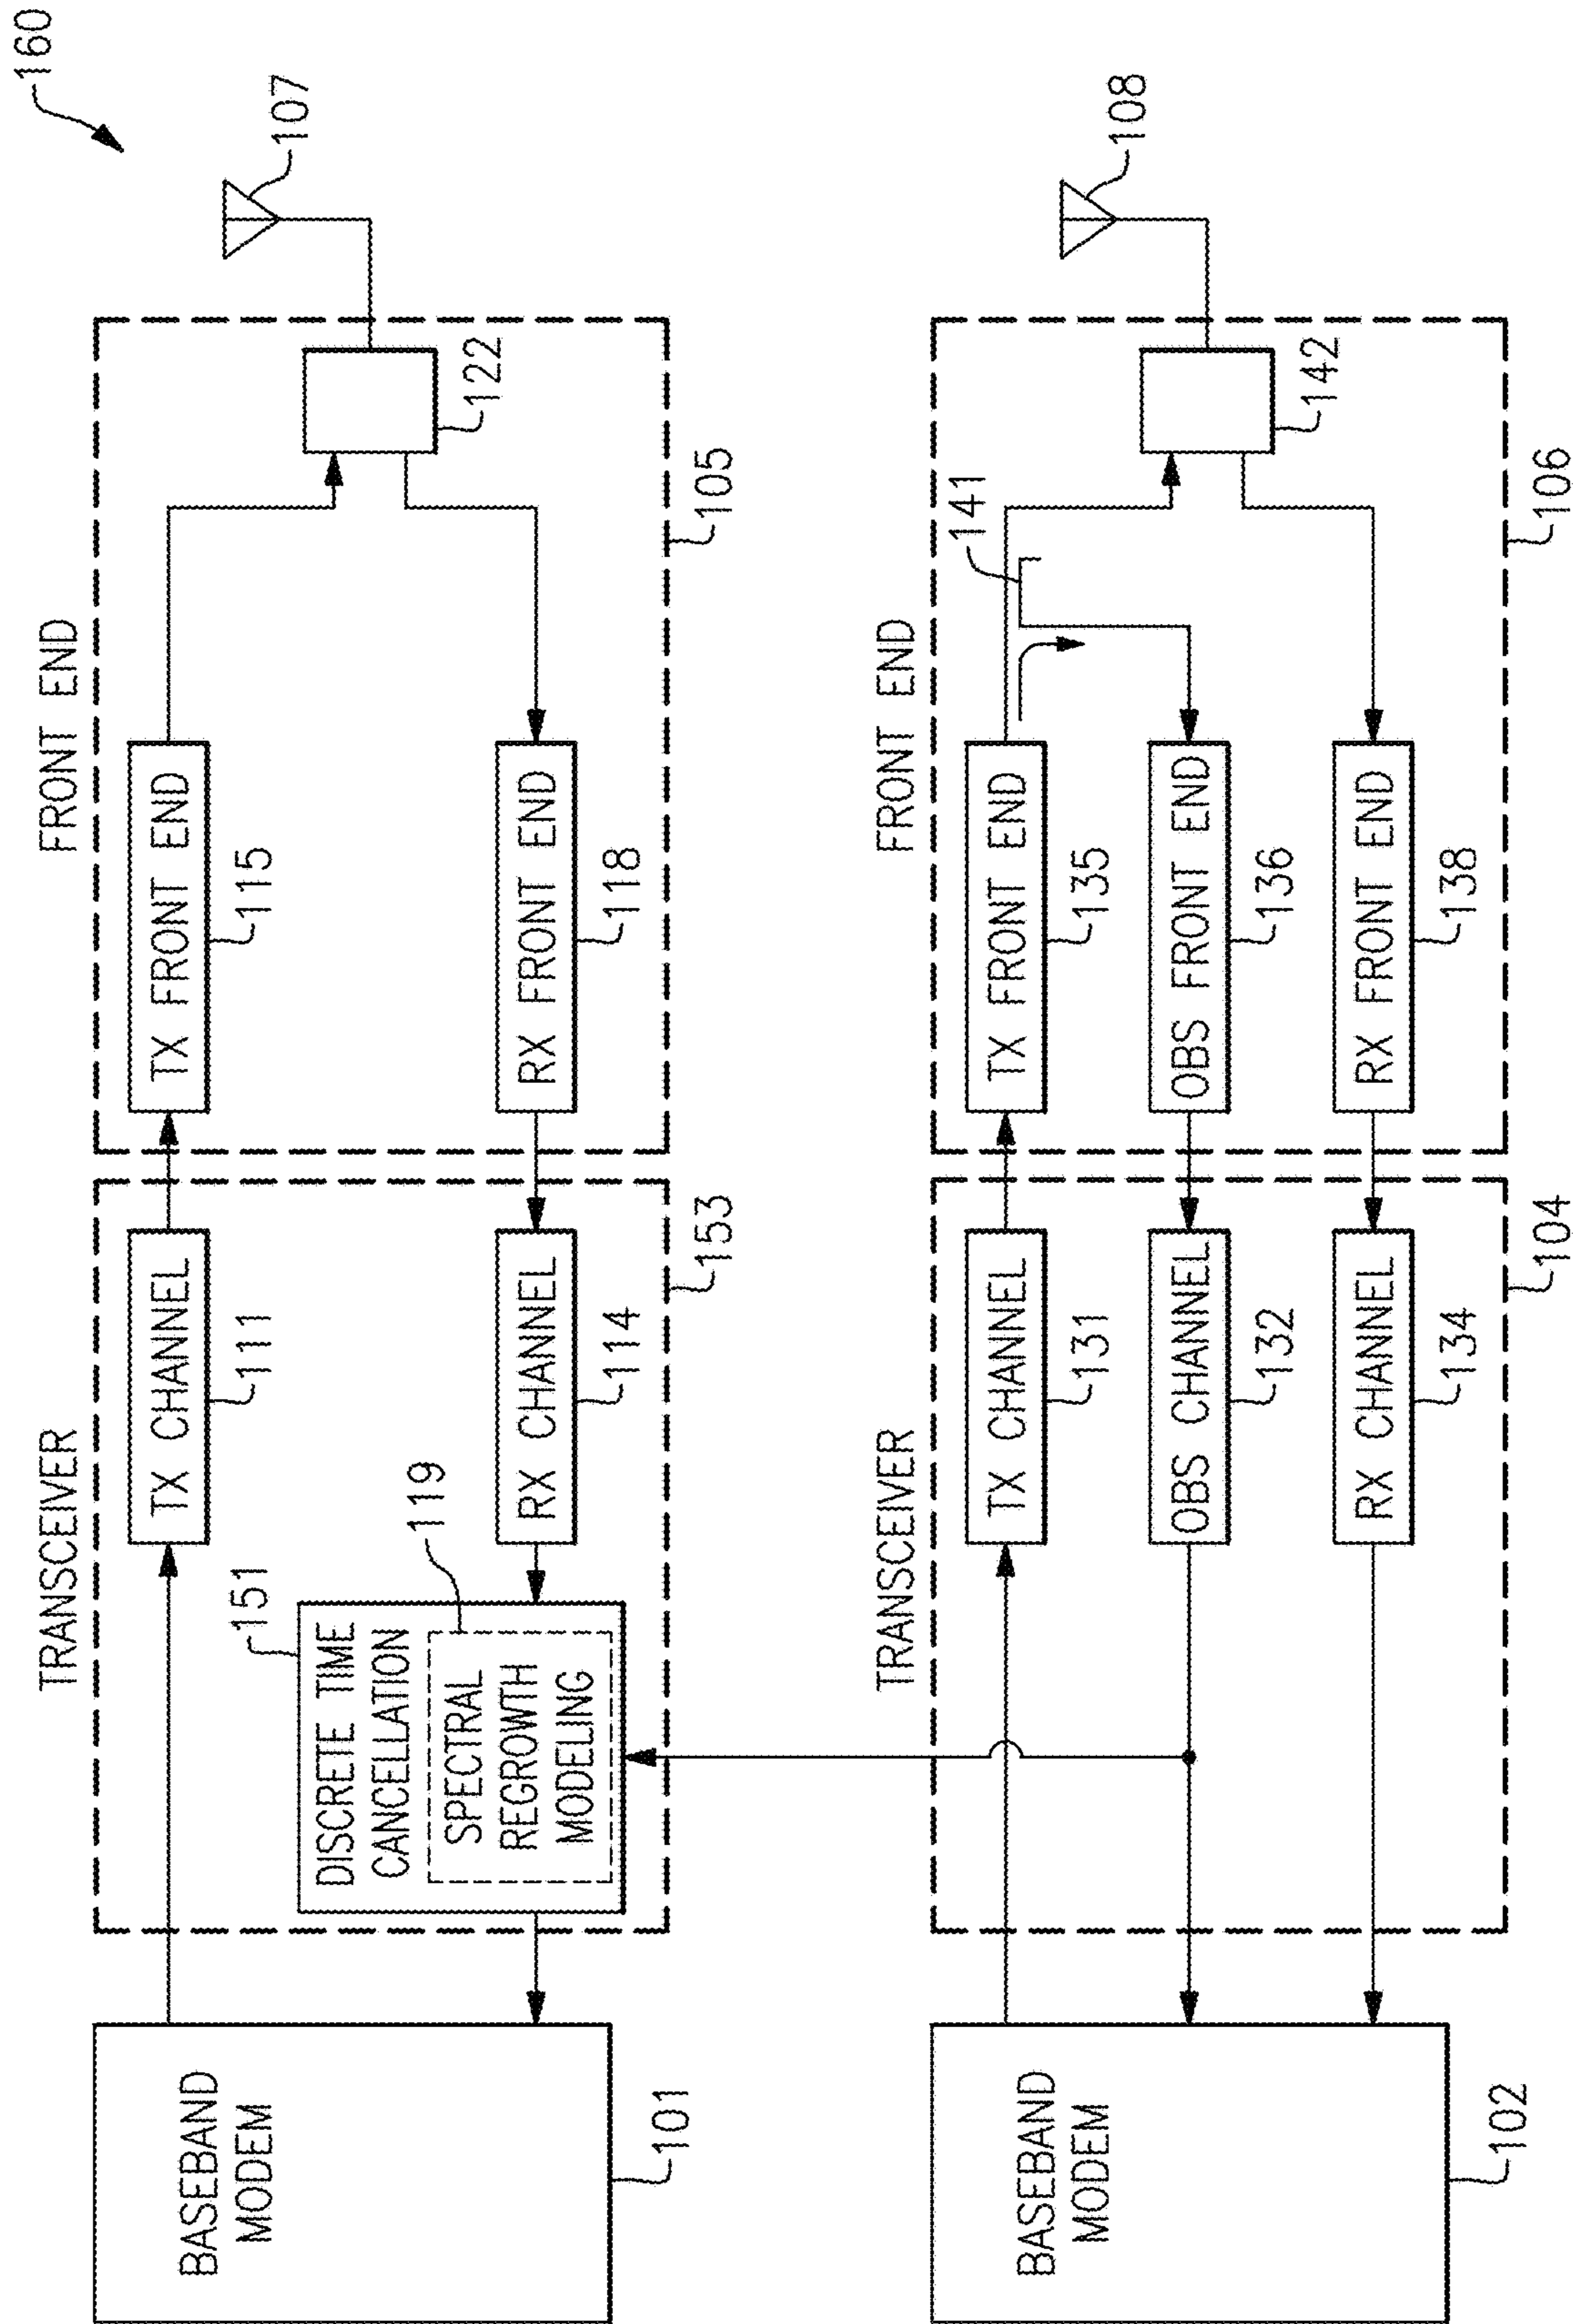 160
FRONT END
TRANSCEIVER
107
TX FRONT END
115
122
TX CHANNEL
111
151
DISCRETE TIME
CANCELLATION
119
SPECTRAL
REGROWTH
MODELING
RX CHANNEL
114
RX FRONT END
118
105
153
BASEBAND
MODEM
101
FRONT END
TRANSCEIVER
108
TX FRONT END
135
141
142
TX CHANNEL
131
OBS FRONT END
136
OBS CHANNEL
132
RX FRONT END
138
RX CHANNEL
134
106
104
BASEBAND
MODEM
102